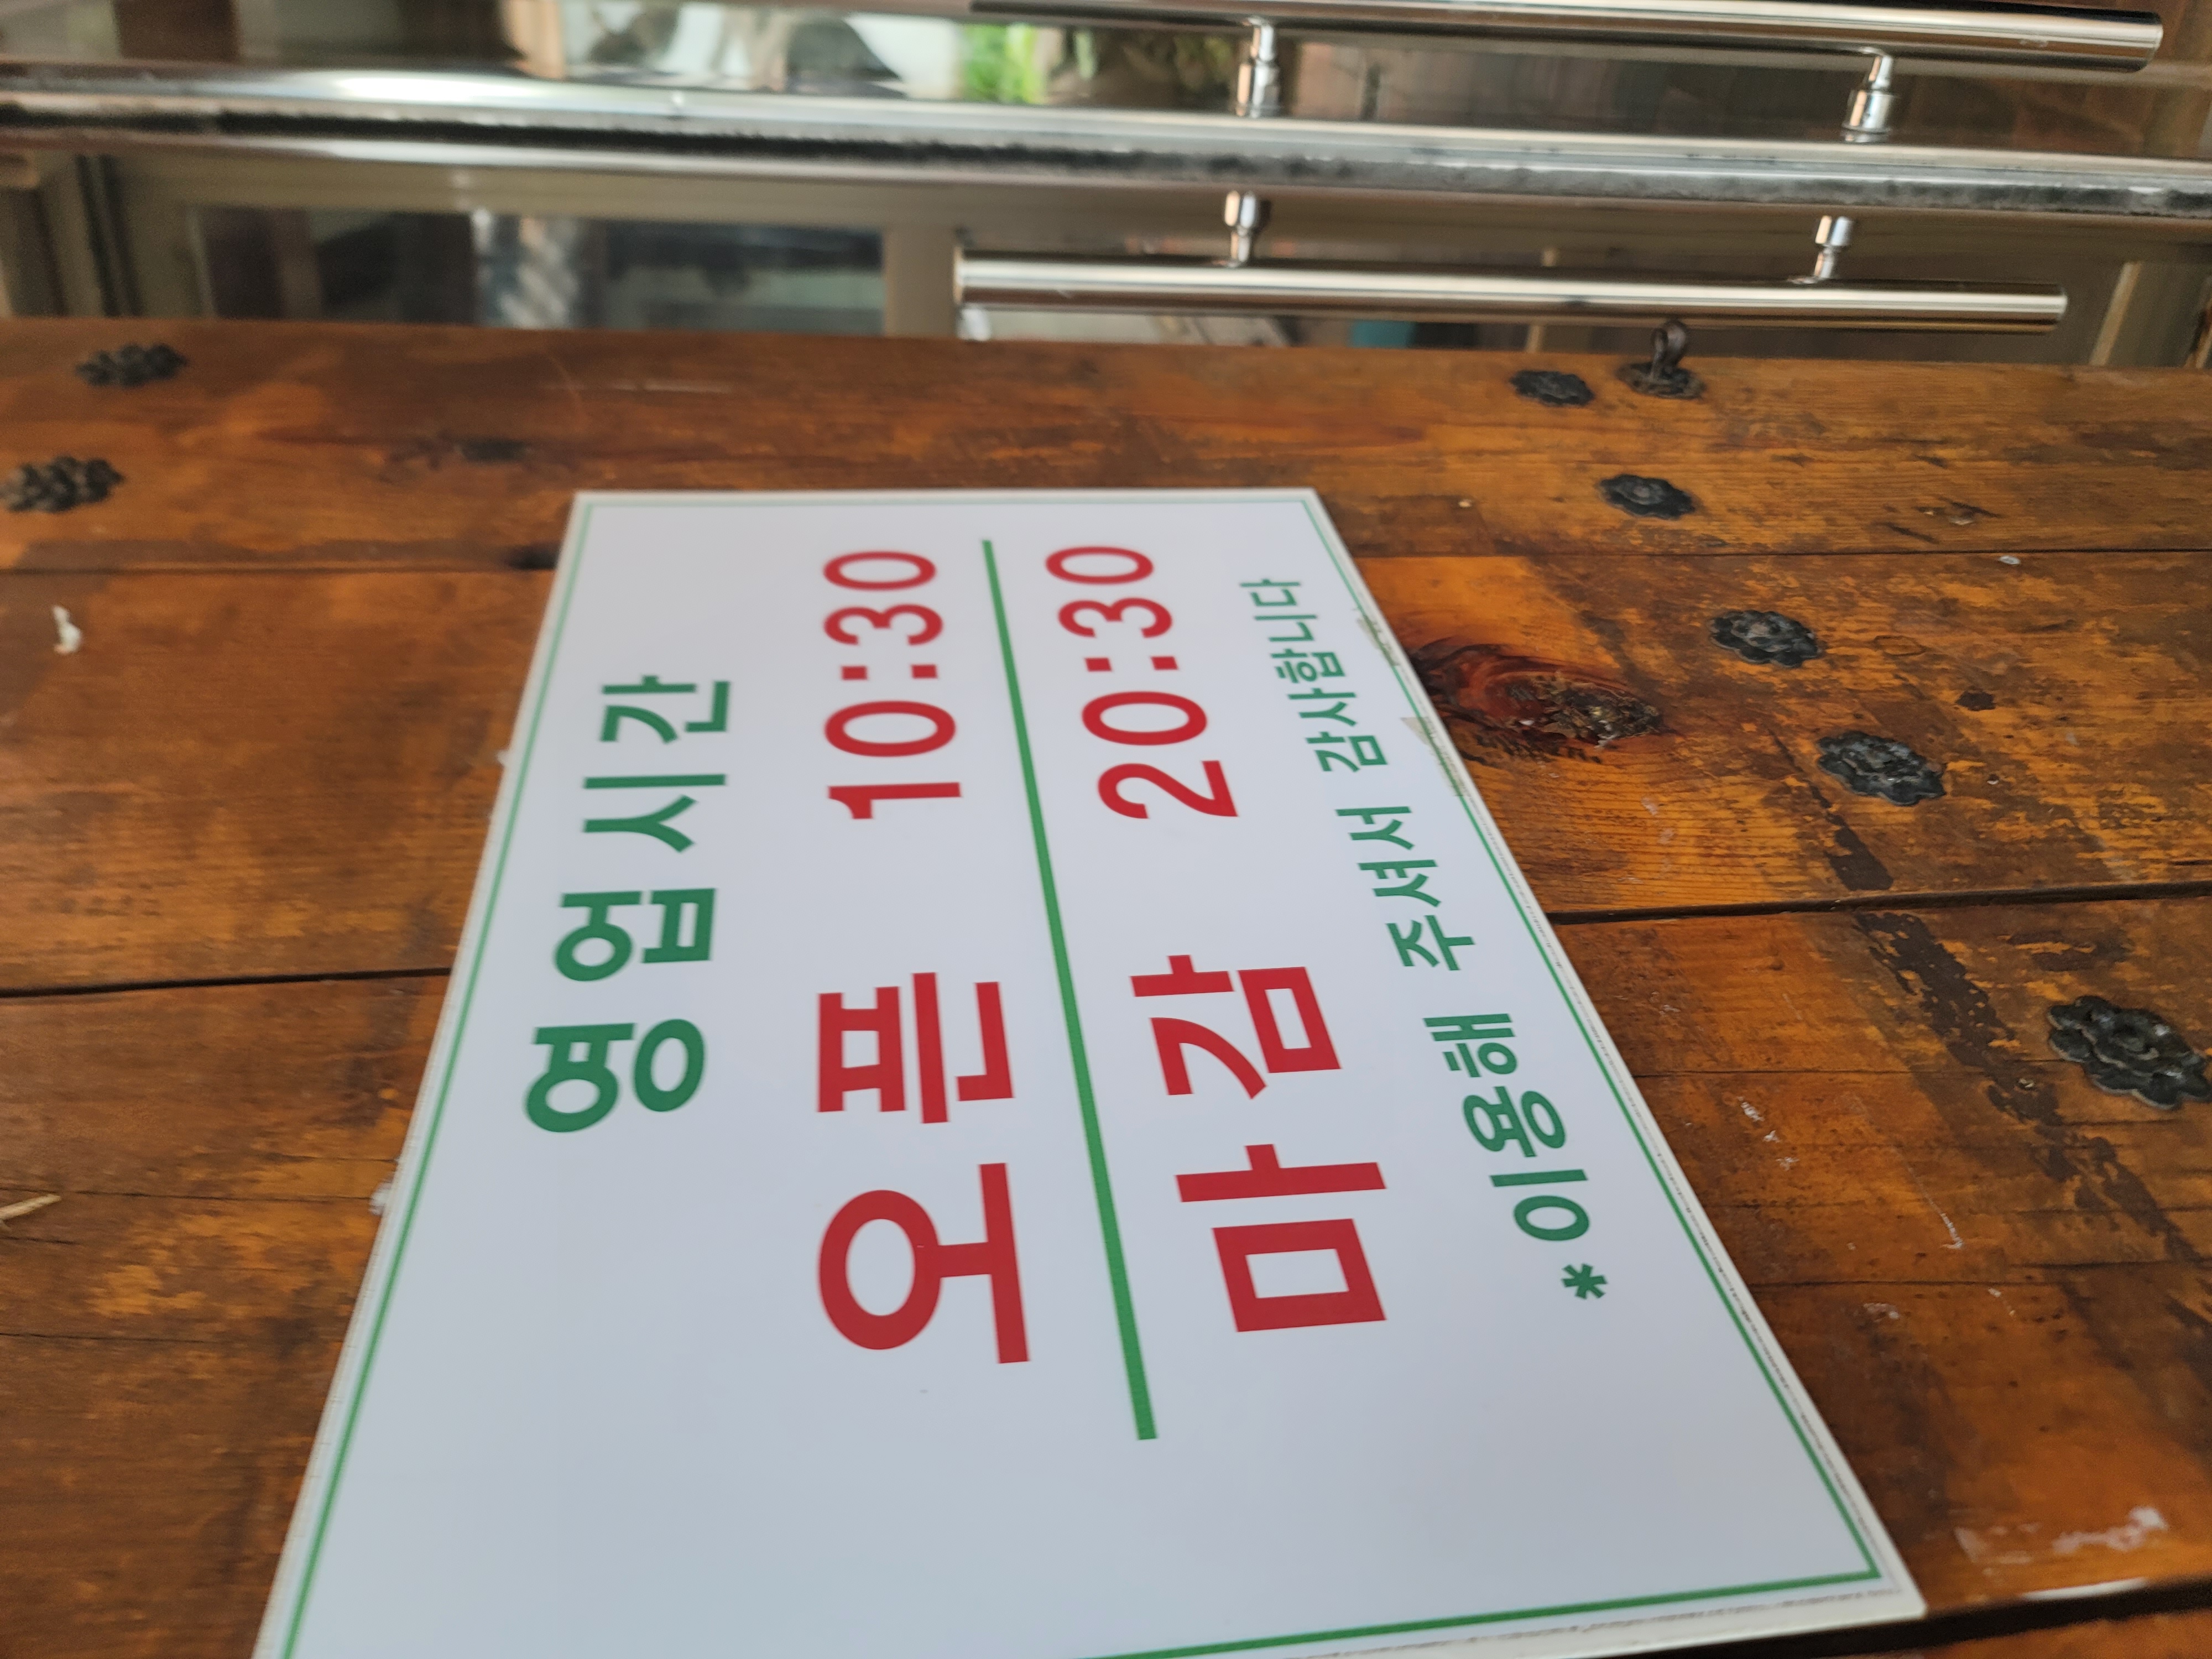 영업시간
오픈 10:30
마감 20:30
* 이용해 주셔서 감사합니다